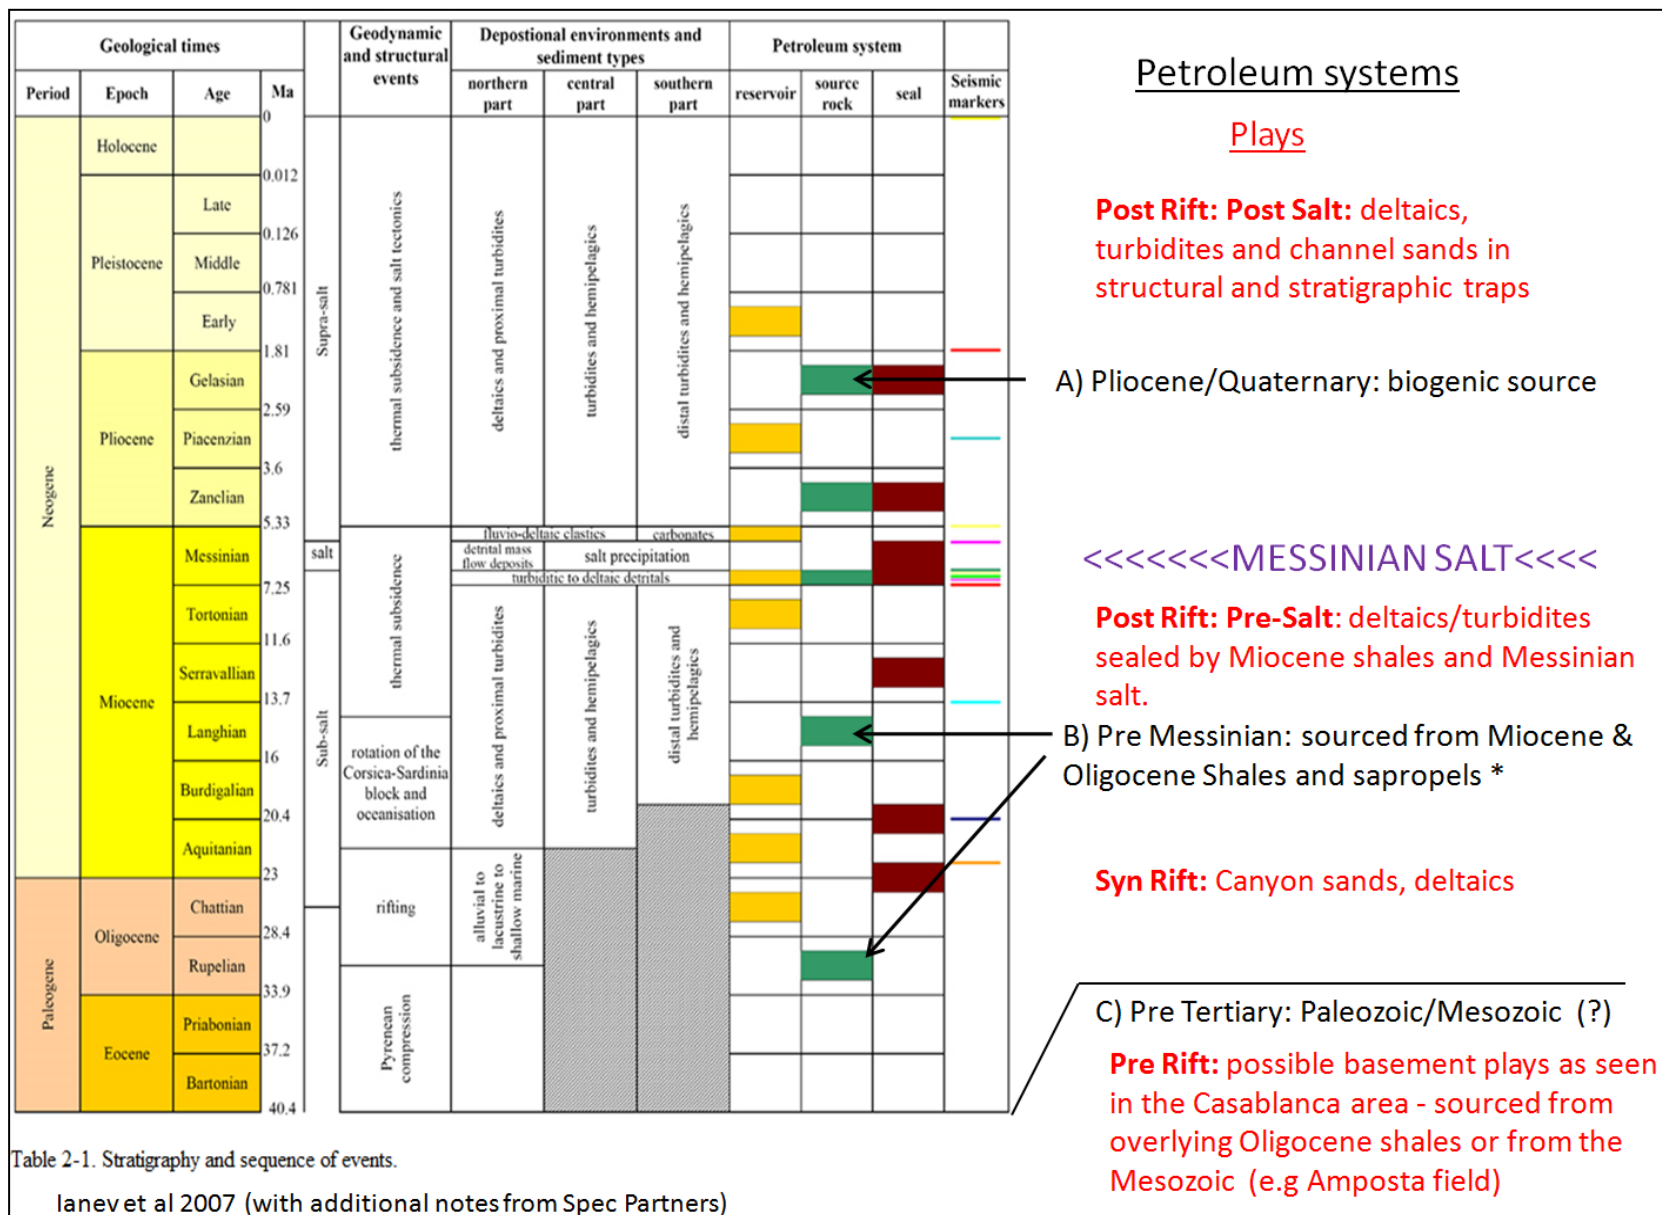 Geological times
Geodynamic
and structural
events
Depostional environments and
sediment types
Petroleum system
Period
Epoch
Age
Ma
northern
part
central
part
southern
part
reservoir
source
rock
seal
Seismic
markers
0
Holocene
0.012
Late
0.126
Pleistocene
Middle
0.781
Early
1.81
Gelasian
2.59
Pliocene
Piacenzian
3.6
Zanclian
5.33
Neogene
Messinian
7.25
Tortonian
11.6
Serravallian
13.7
Miocene
Langhian
16
Burdigalian
20.4
Aquitanian
23
Chattian
28.4
Oligocene
Rupelian
33.9
Paleogene
Priabonian
37.2
Eocene
Bartonian
40.4
Supra-salt
salt
Sub-salt
thermal subsidence and salt tectonics
thermal subsidence
rotation of the
Corsica-Sardinia
block and
oceanisation
rifting
Pyrenean
compression
deltaics and proximal turbidites
turbidites and hemipelagics
distal turbidites and hemipelagics
fluvio-deltaic clastics
carbonates
detrital mass
flow deposits
salt precipitation
turbiditic to deltaic detritals
deltaics and proximal turbidites
turbidites and hemipelagics
distal turbidites and
hemipelagics
alluvial to
lacustrine to
shallow marine
Petroleum systems
Plays
Post Rift: Post Salt: deltaics,
turbidites and channel sands in
structural and stratigraphic traps
A) Pliocene/Quaternary: biogenic source
<<<<<<<MESSINIAN SALT<<<<
Post Rift: Pre-Salt: deltaics/turbidites
sealed by Miocene shales and Messinian
salt.
B) Pre Messinian: sourced from Miocene &
Oligocene Shales and sapropels *
Syn Rift: Canyon sands, deltaics
C) Pre Tertiary: Paleozoic/Mesozoic (?)
Pre Rift: possible basement plays as seen
in the Casablanca area - sourced from
overlying Oligocene shales or from the
Mesozoic (e.g Amposta field)
Table 2-1. Stratigraphy and sequence of events.
Ianev et al 2007 (with additional notes from Spec Partners)